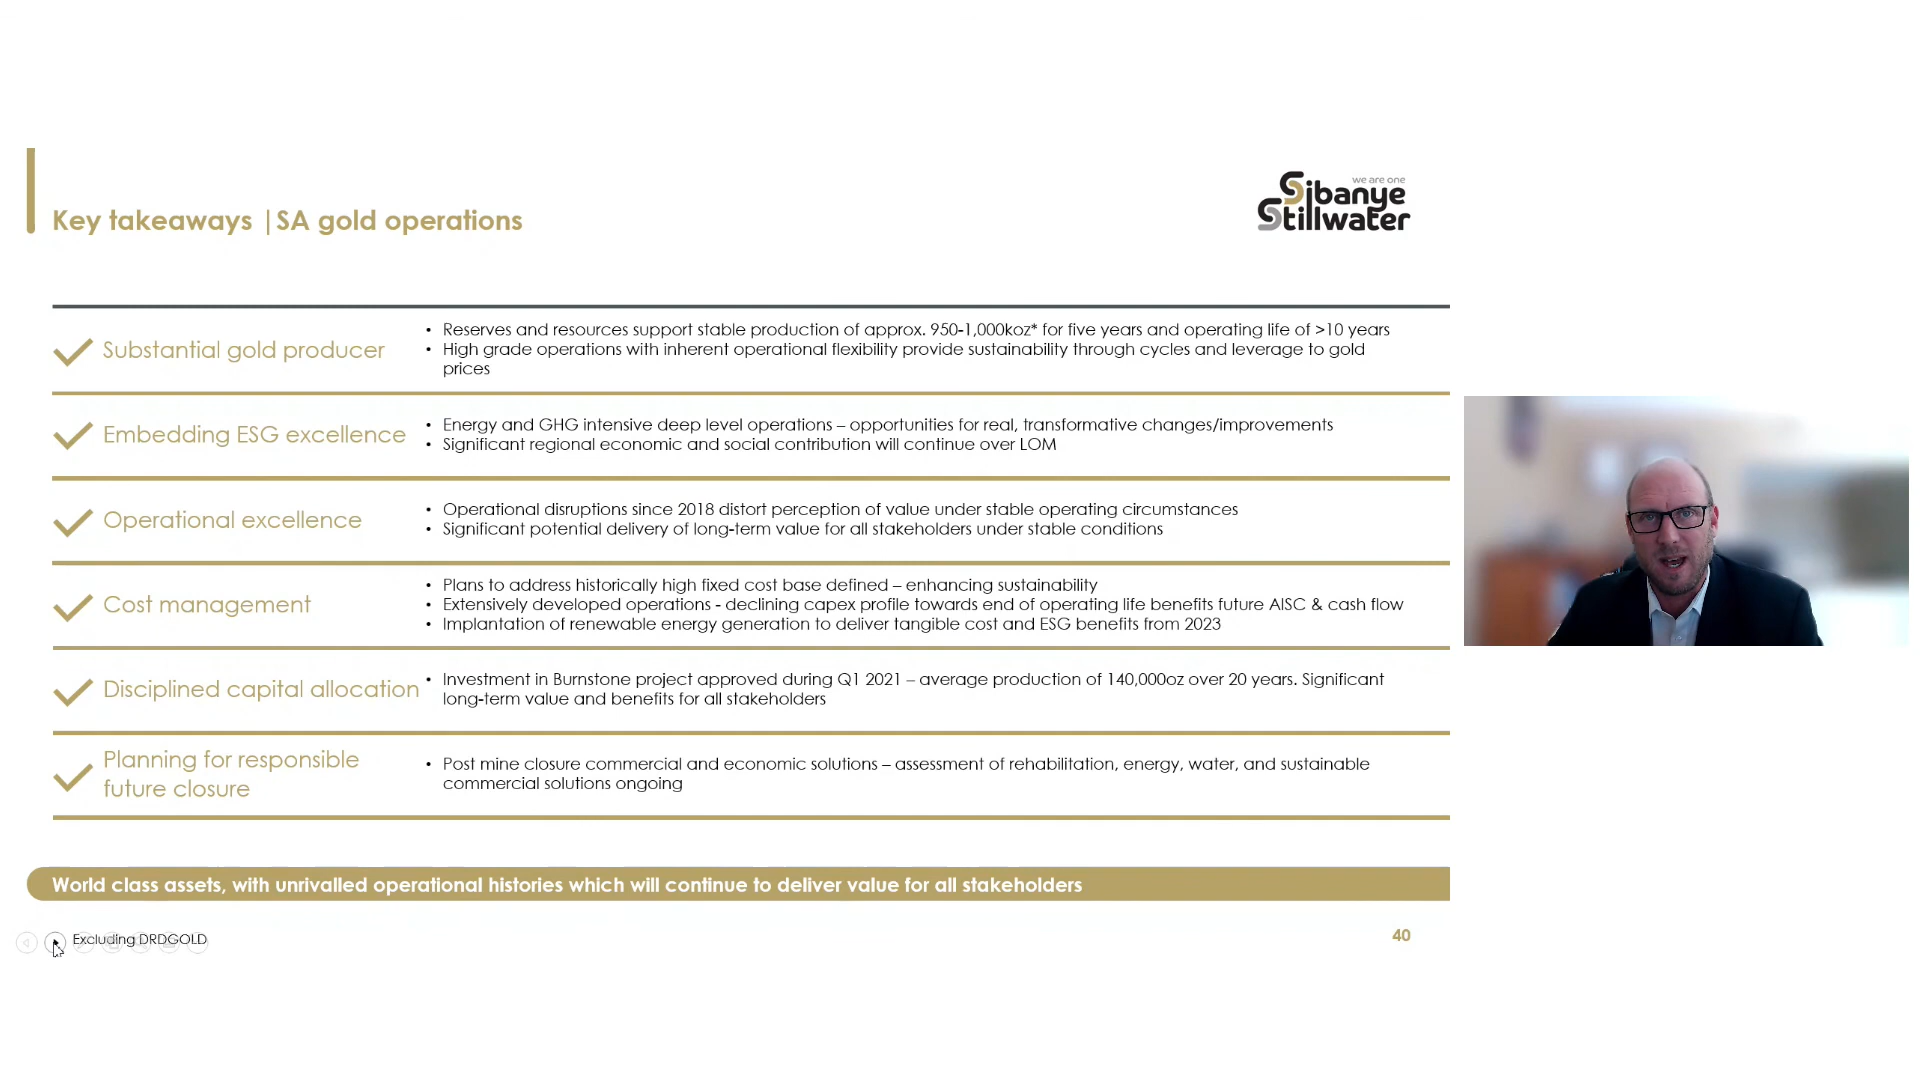 we are one
Sibanye
Stillwater
Key takeaways | SA gold operations
Substantial gold producer
• Reserves and resources support stable production of approx. 950-1,000koz* for five years and operating life of >10 years
• High grade operations with inherent operational flexibility provide sustainability through cycles and leverage to gold
prices
Embedding ESG excellence
• Energy and GHG intensive deep level operations – opportunities for real, transformative changes/improvements
• Significant regional economic and social contribution will continue over LOM
Operational excellence
• Operational disruptions since 2018 distort perception of value under stable operating circumstances
• Significant potential delivery of long-term value for all stakeholders under stable conditions
Cost management
• Plans to address historically high fixed cost base defined – enhancing sustainability
• Extensively developed operations - declining capex profile towards end of operating life benefits future AISC & cash flow
• Implantation of renewable energy generation to deliver tangible cost and ESG benefits from 2023
Disciplined capital allocation
• Investment in Burnstone project approved during Q1 2021 – average production of 140,000oz over 20 years. Significant
long-term value and benefits for all stakeholders
Planning for responsible
future closure
• Post mine closure commercial and economic solutions – assessment of rehabilitation, energy, water, and sustainable
commercial solutions ongoing
World class assets, with unrivalled operational histories which will continue to deliver value for all stakeholders
Excluding DRDGOLD
40